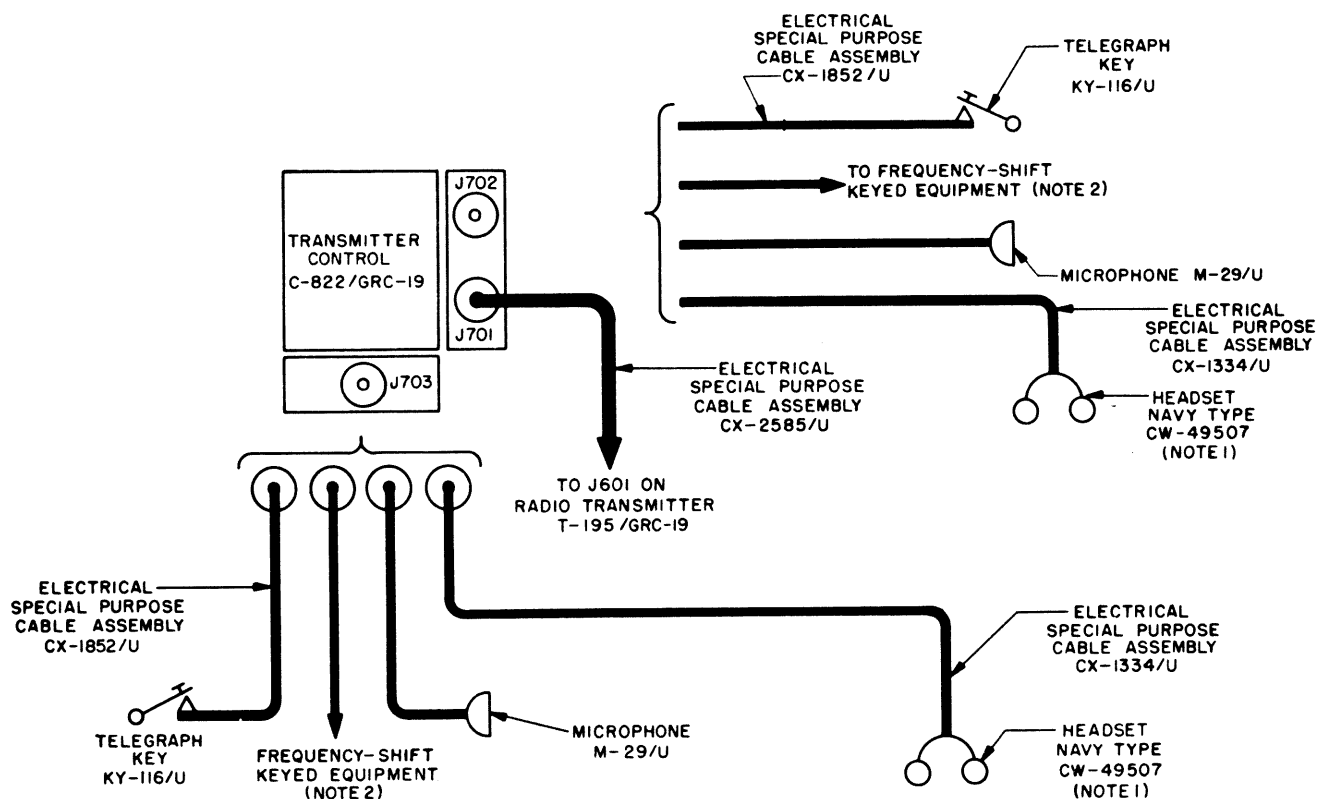 ELECTRICAL
SPECIAL PURPOSE
CABLE ASSEMBLY
CX-1852/U
TELEGRAPH
KEY
KY-116/U
TO FREQUENCY-SHIFT
KEYED EQUIPMENT (NOTE 2)
MICROPHONE M-29/U
ELECTRICAL
SPECIAL PURPOSE
CABLE ASSEMBLY
CX-1334/U
HEADSET
NAVY TYPE
CW-49507
(NOTE 1)
J702
TRANSMITTER
CONTROL
C-822/GRC-19
J701
J703
ELECTRICAL
SPECIAL PURPOSE
CABLE ASSEMBLY
CX-2585/U
TO J601 ON
RADIO TRANSMITTER
T-195/GRC-19
ELECTRICAL
SPECIAL PURPOSE
CABLE ASSEMBLY
CX-1852/U
TELEGRAPH
KEY
KY-116/U
FREQUENCY-SHIFT
KEYED EQUIPMENT
(NOTE 2)
MICROPHONE
M-29/U
ELECTRICAL
SPECIAL PURPOSE
CABLE ASSEMBLY
CX-1334/U
HEADSET
NAVY TYPE
CW-49507
(NOTE 1)